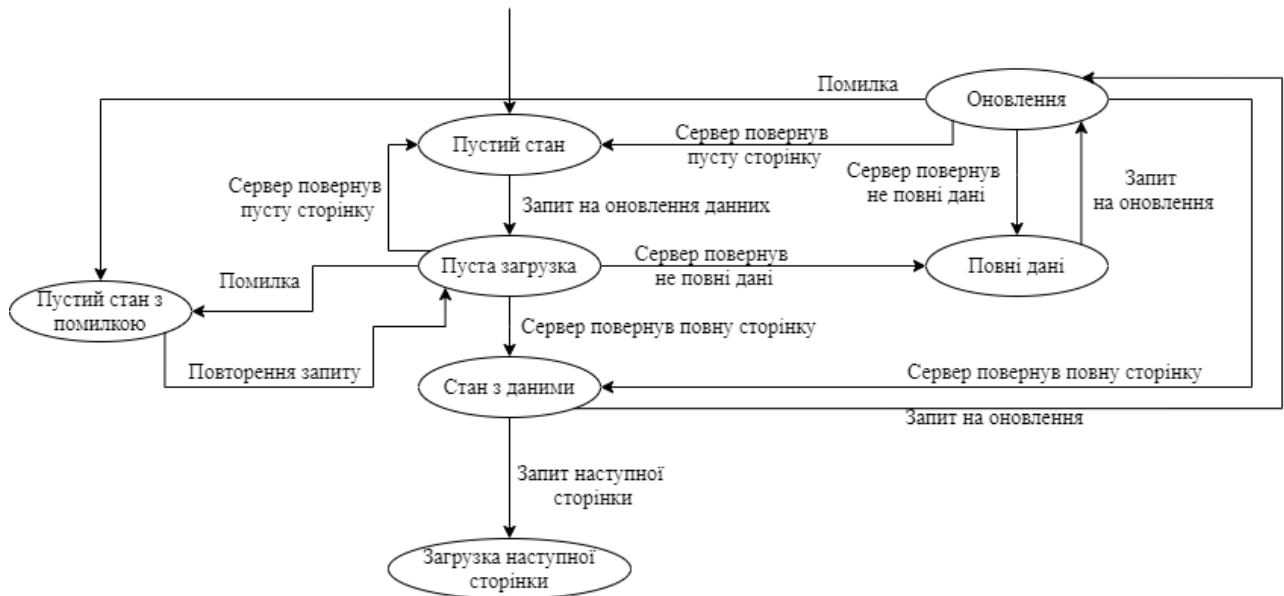 Помилка
Оновлення
Пустий стан
Сервер повернув
пусту сторінку
Сервер повернув
не повні дані
Запит
на оновлення
Сервер повернув
пусту сторінку
Запит на оновлення данних
Пуста загрузка
Сервер повернув
не повні дані
Повні дані
Помилка
Пустий стан з
помилкою
Сервер повернув повну сторінку
Повторення запиту
Стан з даними
Сервер повернув повну сторінку
Запит на оновлення
Запит наступної
сторінки
Загрузка наступної
сторінки